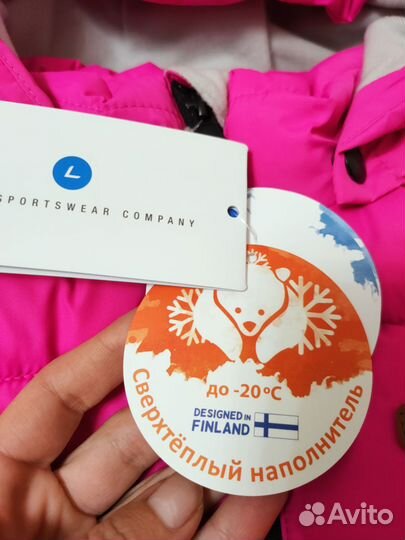 L
SPORTSWEAR COMPANY
до -20°C
DESIGNED IN
FINLAND
Сверхтёплый наполнитель
Avito